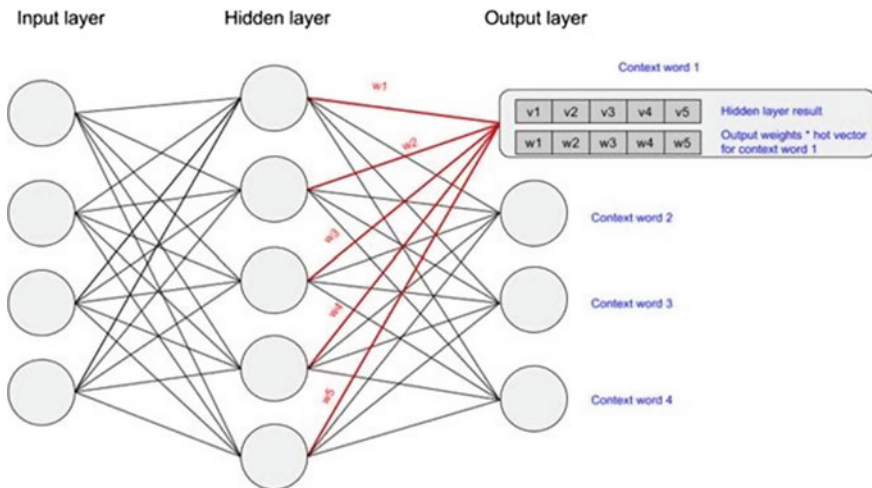 Input layer
Hidden layer
Output layer
Context word 1
v1 v2 v3 v4 v5
Hidden layer result
w1 w2 w3 w4 w5
Output weights * hot vector
for context word 1
w1
w2
w3
w4
w5
Context word 2
Context word 3
Context word 4